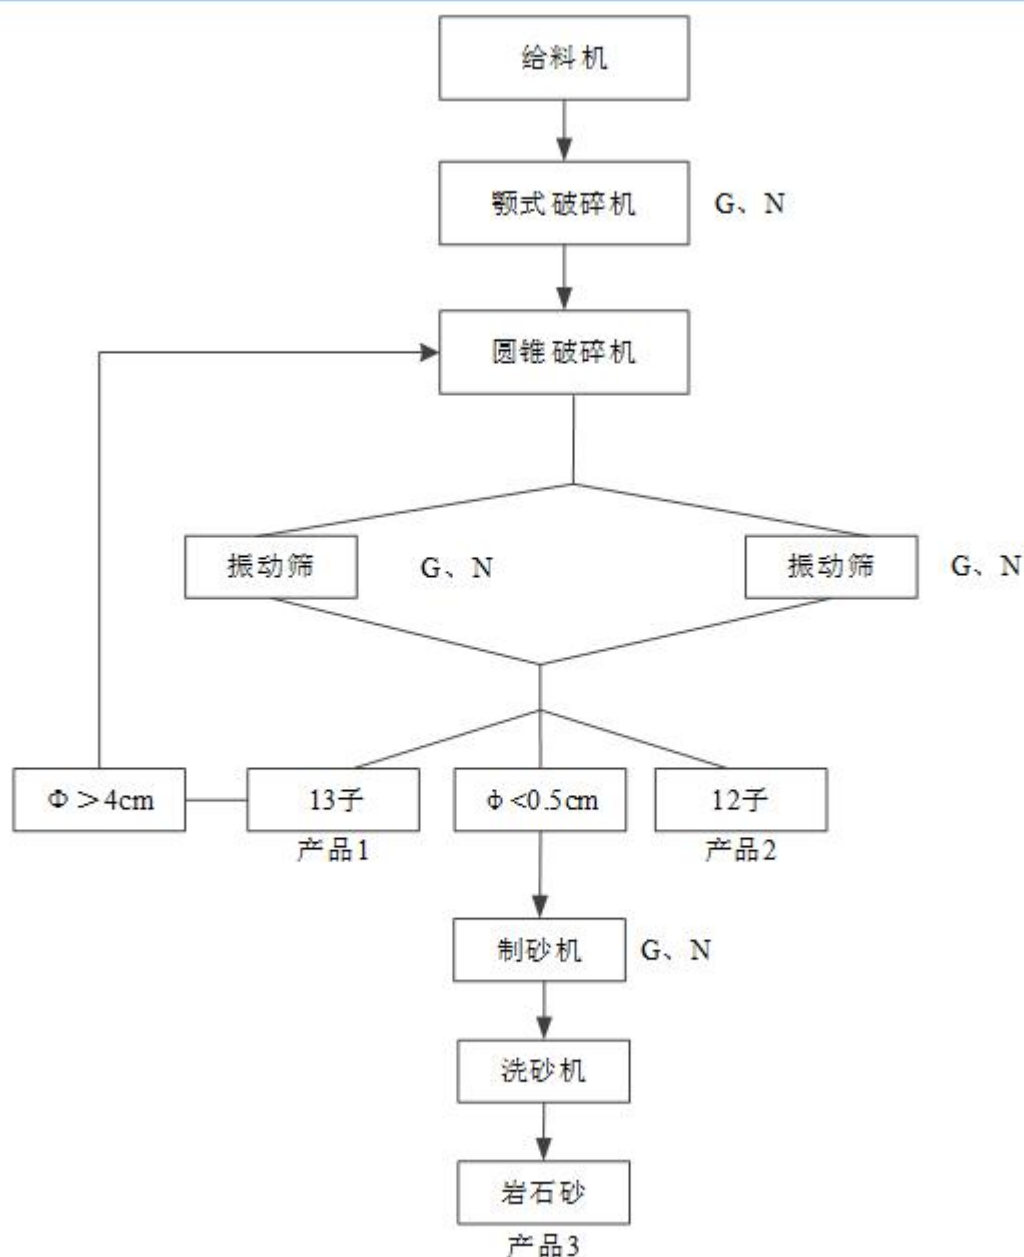 给料机
颚式破碎机 G、N
圆锥破碎机
振动筛 G、N 振动筛 G、N
Φ＞4cm 13子 ф<0.5cm 12子
产品1 产品2
制砂机 G、N
洗砂机
岩石砂
产品3